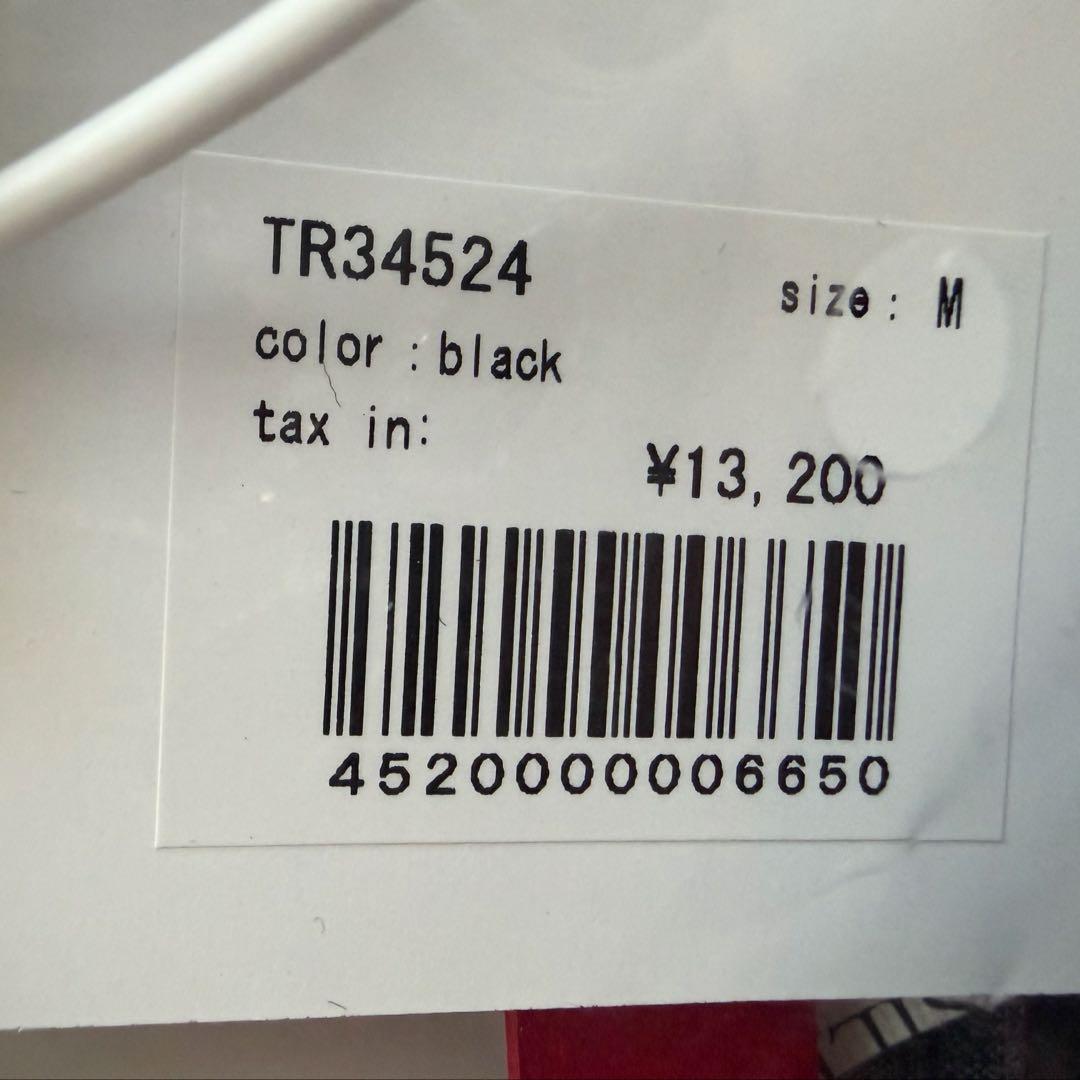 TR34524
size: M
color :black
tax in:
¥13, 200
4520000006650